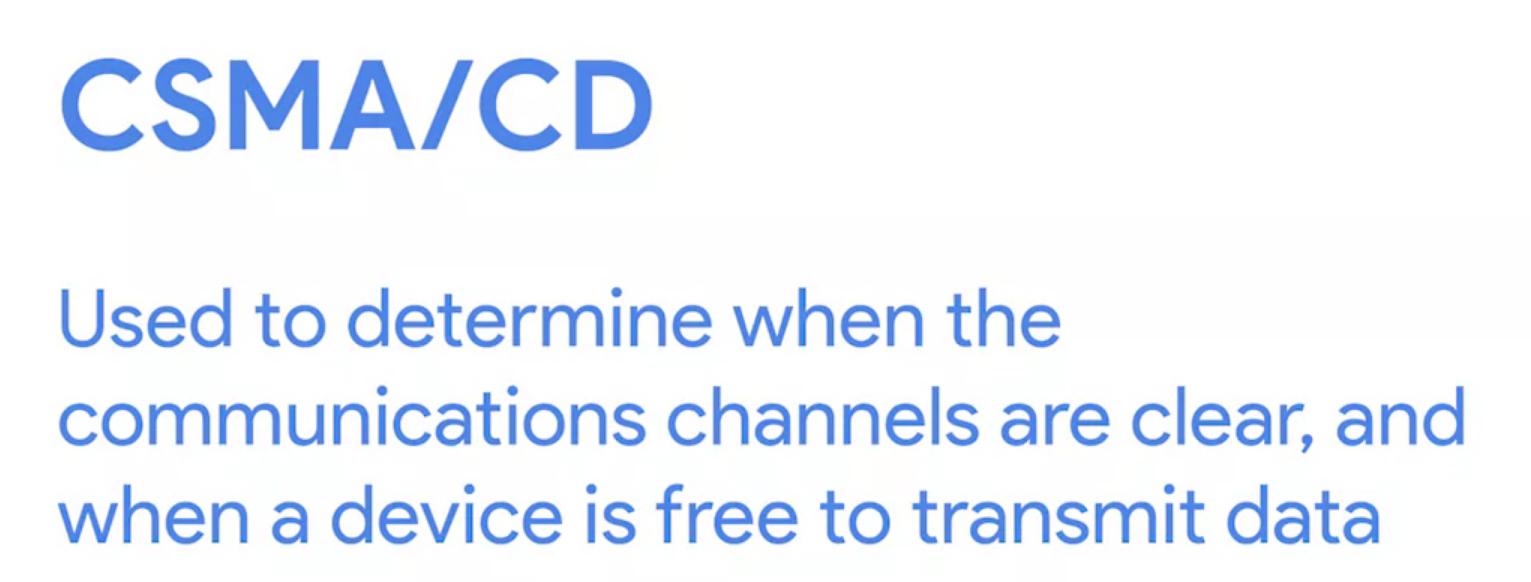 CSMA/CD
Used to determine when the
communications channels are clear, and
when a device is free to transmit data